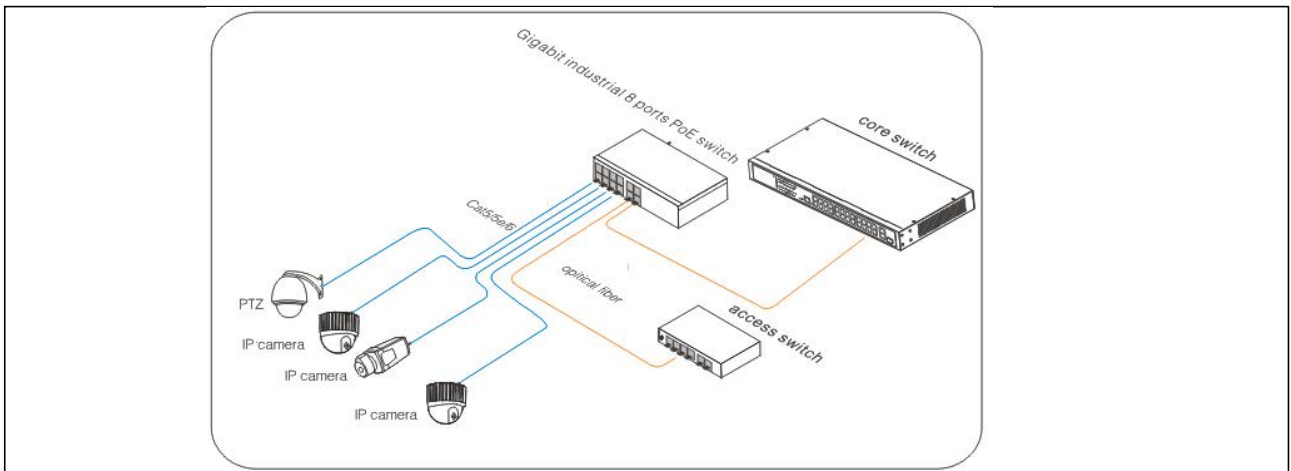 Gigabit industrial 8 ports PoE switch
core switch
Cat5/5e/6
opitical fiber
access switch
PTZ
IP camera
IP camera
IP camera